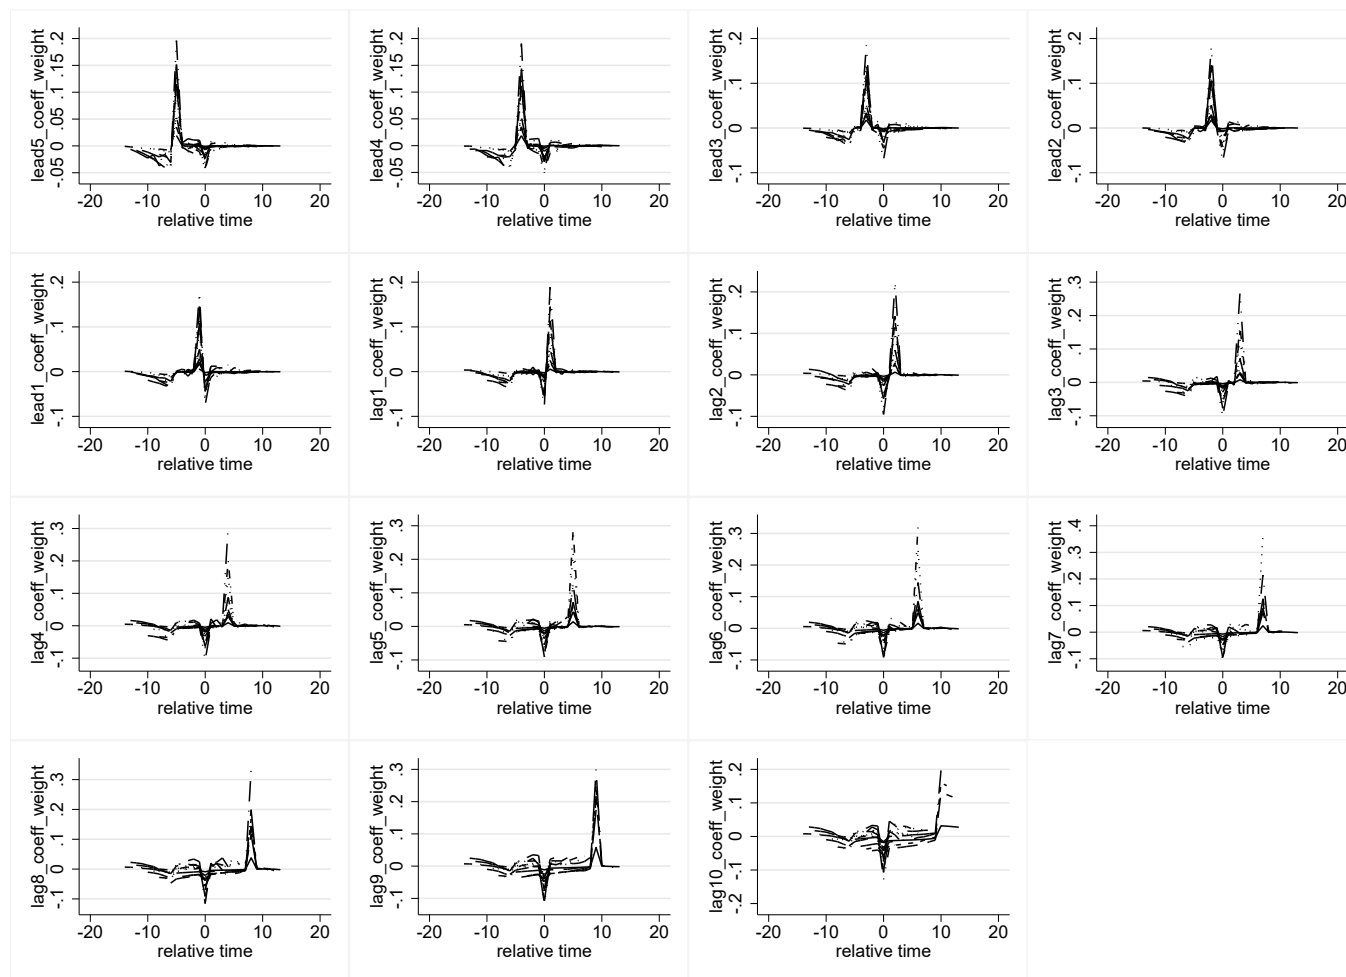 lead5_coeff_weight
-.05 0 .05 .1 .15 .2
-20 -10 0 10 20
relative time
lead4_coeff_weight
-.05 0 .05 .1 .15 .2
-20 -10 0 10 20
relative time
lead3_coeff_weight
-.1 0 .1 .2
-20 -10 0 10 20
relative time
lead2_coeff_weight
-.1 0 .1 .2
-20 -10 0 10 20
relative time
lead1_coeff_weight
-.1 0 .1 .2
-20 -10 0 10 20
relative time
lag1_coeff_weight
-.1 0 .1 .2
-20 -10 0 10 20
relative time
lag2_coeff_weight
-.1 0 .1 .2
-20 -10 0 10 20
relative time
lag3_coeff_weight
-.1 0 .1 .2 .3
-20 -10 0 10 20
relative time
lag4_coeff_weight
-.1 0 .1 .2 .3
-20 -10 0 10 20
relative time
lag5_coeff_weight
-.1 0 .1 .2 .3
-20 -10 0 10 20
relative time
lag6_coeff_weight
-.1 0 .1 .2 .3
-20 -10 0 10 20
relative time
lag7_coeff_weight
-.1 0 .1 .2 .3 .4
-20 -10 0 10 20
relative time
lag8_coeff_weight
-.1 0 .1 .2 .3
-20 -10 0 10 20
relative time
lag9_coeff_weight
-.1 0 .1 .2 .3
-20 -10 0 10 20
relative time
lag10_coeff_weight
-.2 -.1 0 .1 .2
-20 -10 0 10 20
relative time